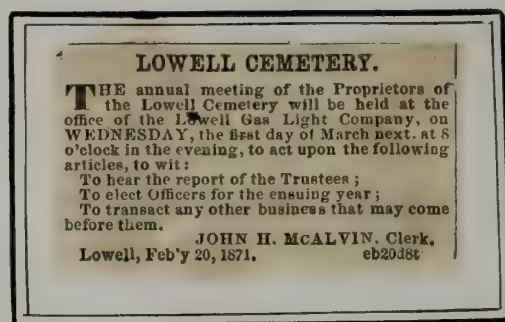 LOWELL CEMETERY.
THE annual meeting of the Proprietors of
the Lowell Cemetery will be held at the
office of the Lowell Gas Light Company, on
WEDNESDAY, the first day of March next. at 8
o'clock in the evening, to act upon the following
articles, to wit:
To hear the report of the Trustees;
To elect Officers for the ensuing year;
To transact any other business that may come
before them.
JOHN H. MCALVIN. Clerk.
Lowell, Feb'y 20, 1871. eb20d8t